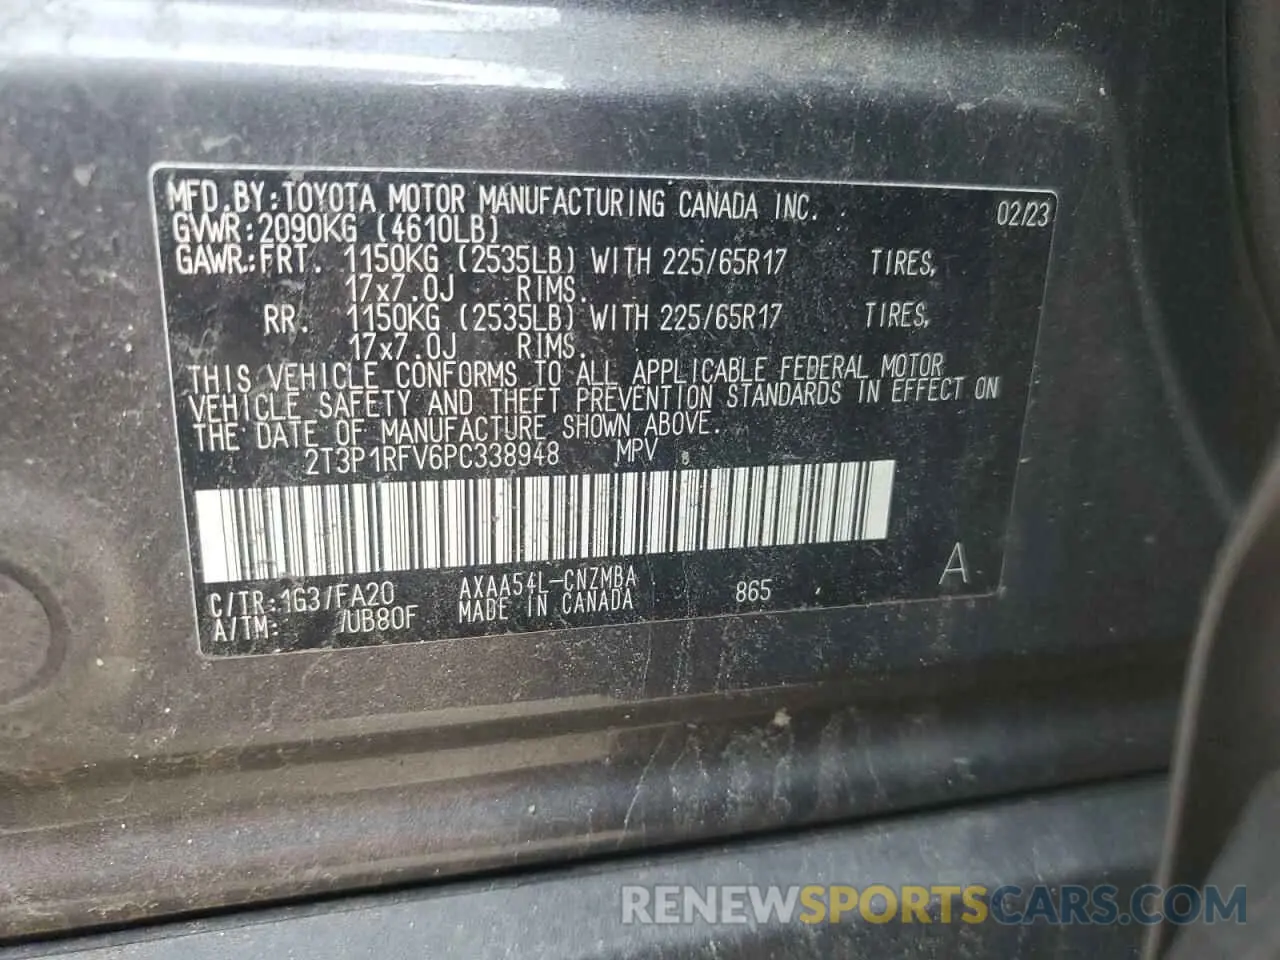 MFD.BY:TOYOTA MOTOR MANUFACTURING CANADA INC. 02/23
GVWR:2090KG (4610LB)
GAWR:FRT. 1150KG (2535LB) WITH 225/65R17 TIRES,
17x7.0J RIMS.
RR. 1150KG (2535LB) WITH 225/65R17 TIRES,
17x7.0J RIMS.
THIS VEHICLE CONFORMS TO ALL APPLICABLE FEDERAL MOTOR
VEHICLE SAFETY AND THEFT PREVENTION STANDARDS IN EFFECT ON
THE DATE OF MANUFACTURE SHOWN ABOVE.
2T3P1RFV6PC338948 MPV
C/TR:1G3/FA20 AXAA54L-CNZMBA 865 A
A/TM: /UB80F MADE IN CANADA
RENEWSPORTSCARS.COM